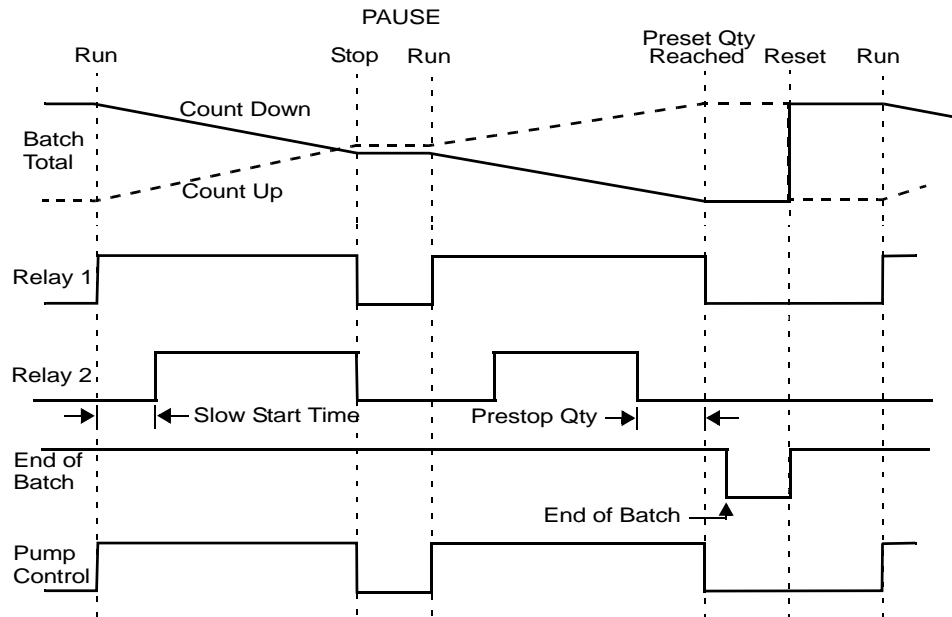 PAUSE
Run
Stop
Run
Preset Qty
Reached
Reset
Run
Count Down
Batch
Total
Count Up
Relay 1
Relay 2
Slow Start Time
Prestop Qty
End of
Batch
End of Batch
Pump
Control